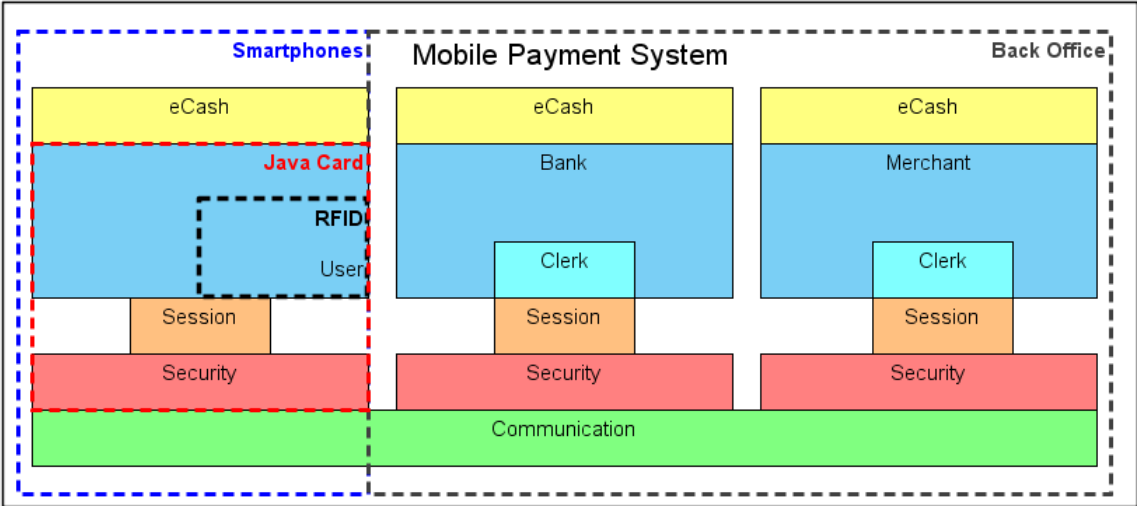 Smartphones
Mobile Payment System
Back Office
eCash
eCash
eCash
Java Card
Bank
Merchant
RFID
User
Clerk
Clerk
Session
Session
Session
Security
Security
Security
Communication